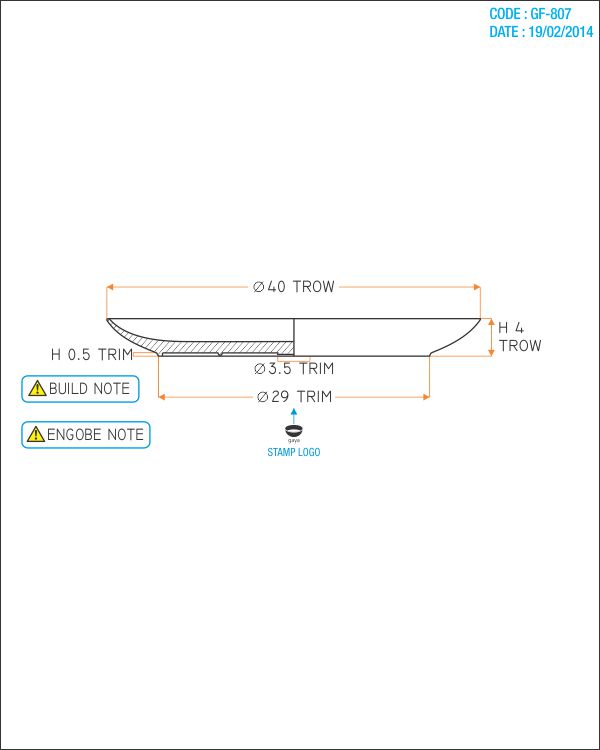 CODE : GF-807
DATE : 19/02/2014
Ø 40 TROW
H 4
TROW
H 0.5 TRIM
Ø3.5 TRIM
BUILD NOTE
Ø 29 TRIM
ENGOBE NOTE
gaya
STAMP LOGO